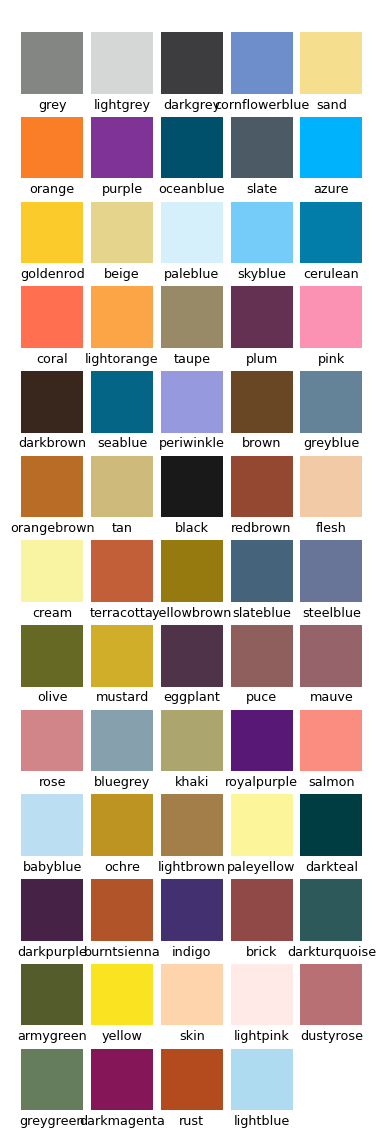 grey lightgrey darkgrey cornflowerblue sand
orange purple oceanblue slate azure
goldenrod beige paleblue skyblue cerulean
coral lightorange taupe plum pink
darkbrown seablue periwinkle brown greyblue
orangebrown tan black redbrown flesh
cream terracotta yellowbrown slateblue steelblue
olive mustard eggplant puce mauve
rose bluegrey khaki royalpurple salmon
babyblue ochre lightbrown paleyellow darkteal
darkpurple burntsienna indigo brick darkturquoise
armygreen yellow skin lightpink dustyrose
greygreen darkmagenta rust lightblue